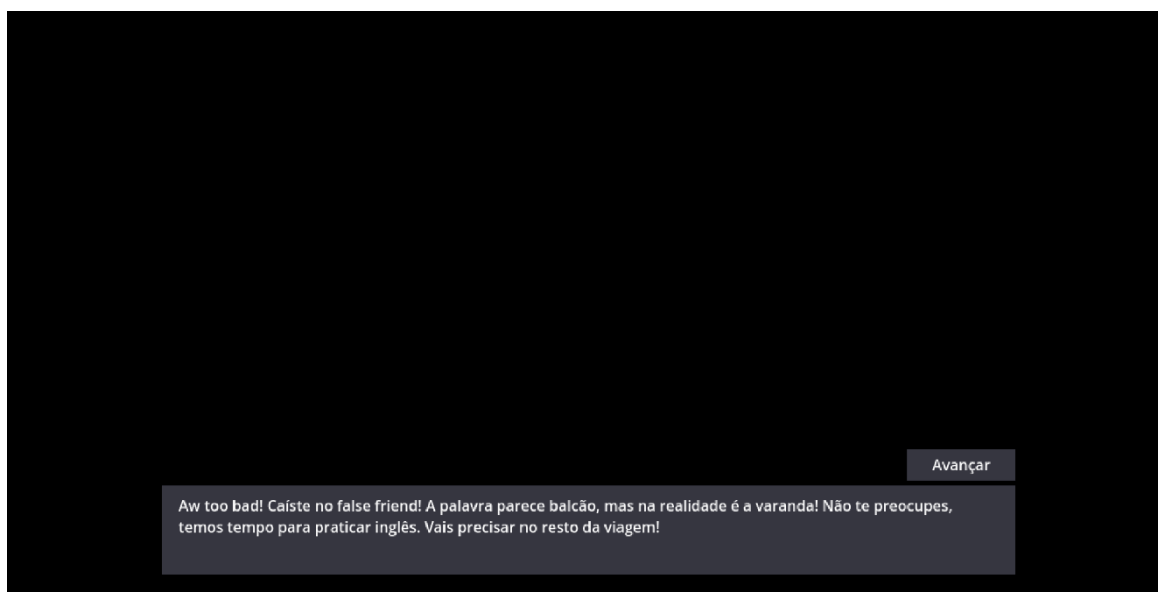 Avançar
Aw too bad! Caíste no false friend! A palavra parece balcão, mas na realidade é a varanda! Não te preocupes,
temos tempo para praticar inglês. Vais precisar no resto da viagem!